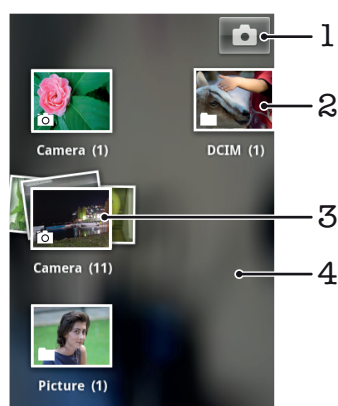 1
Camera (1)
DCIM (1)
2
Camera (11)
3
4
Picture (1)